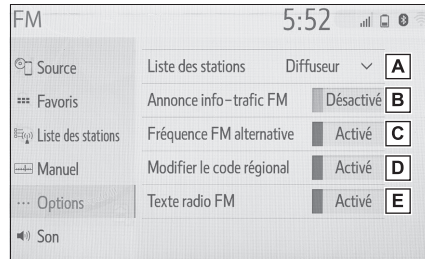 FM 5:52
Source
Favoris
Liste des stations
Manuel
Options
Son
Liste des stations Diffuseur A
Annonce info-trafic FM Désactivé B
Fréquence FM alternative Activé C
Modifier le code régional Activé D
Texte radio FM Activé E